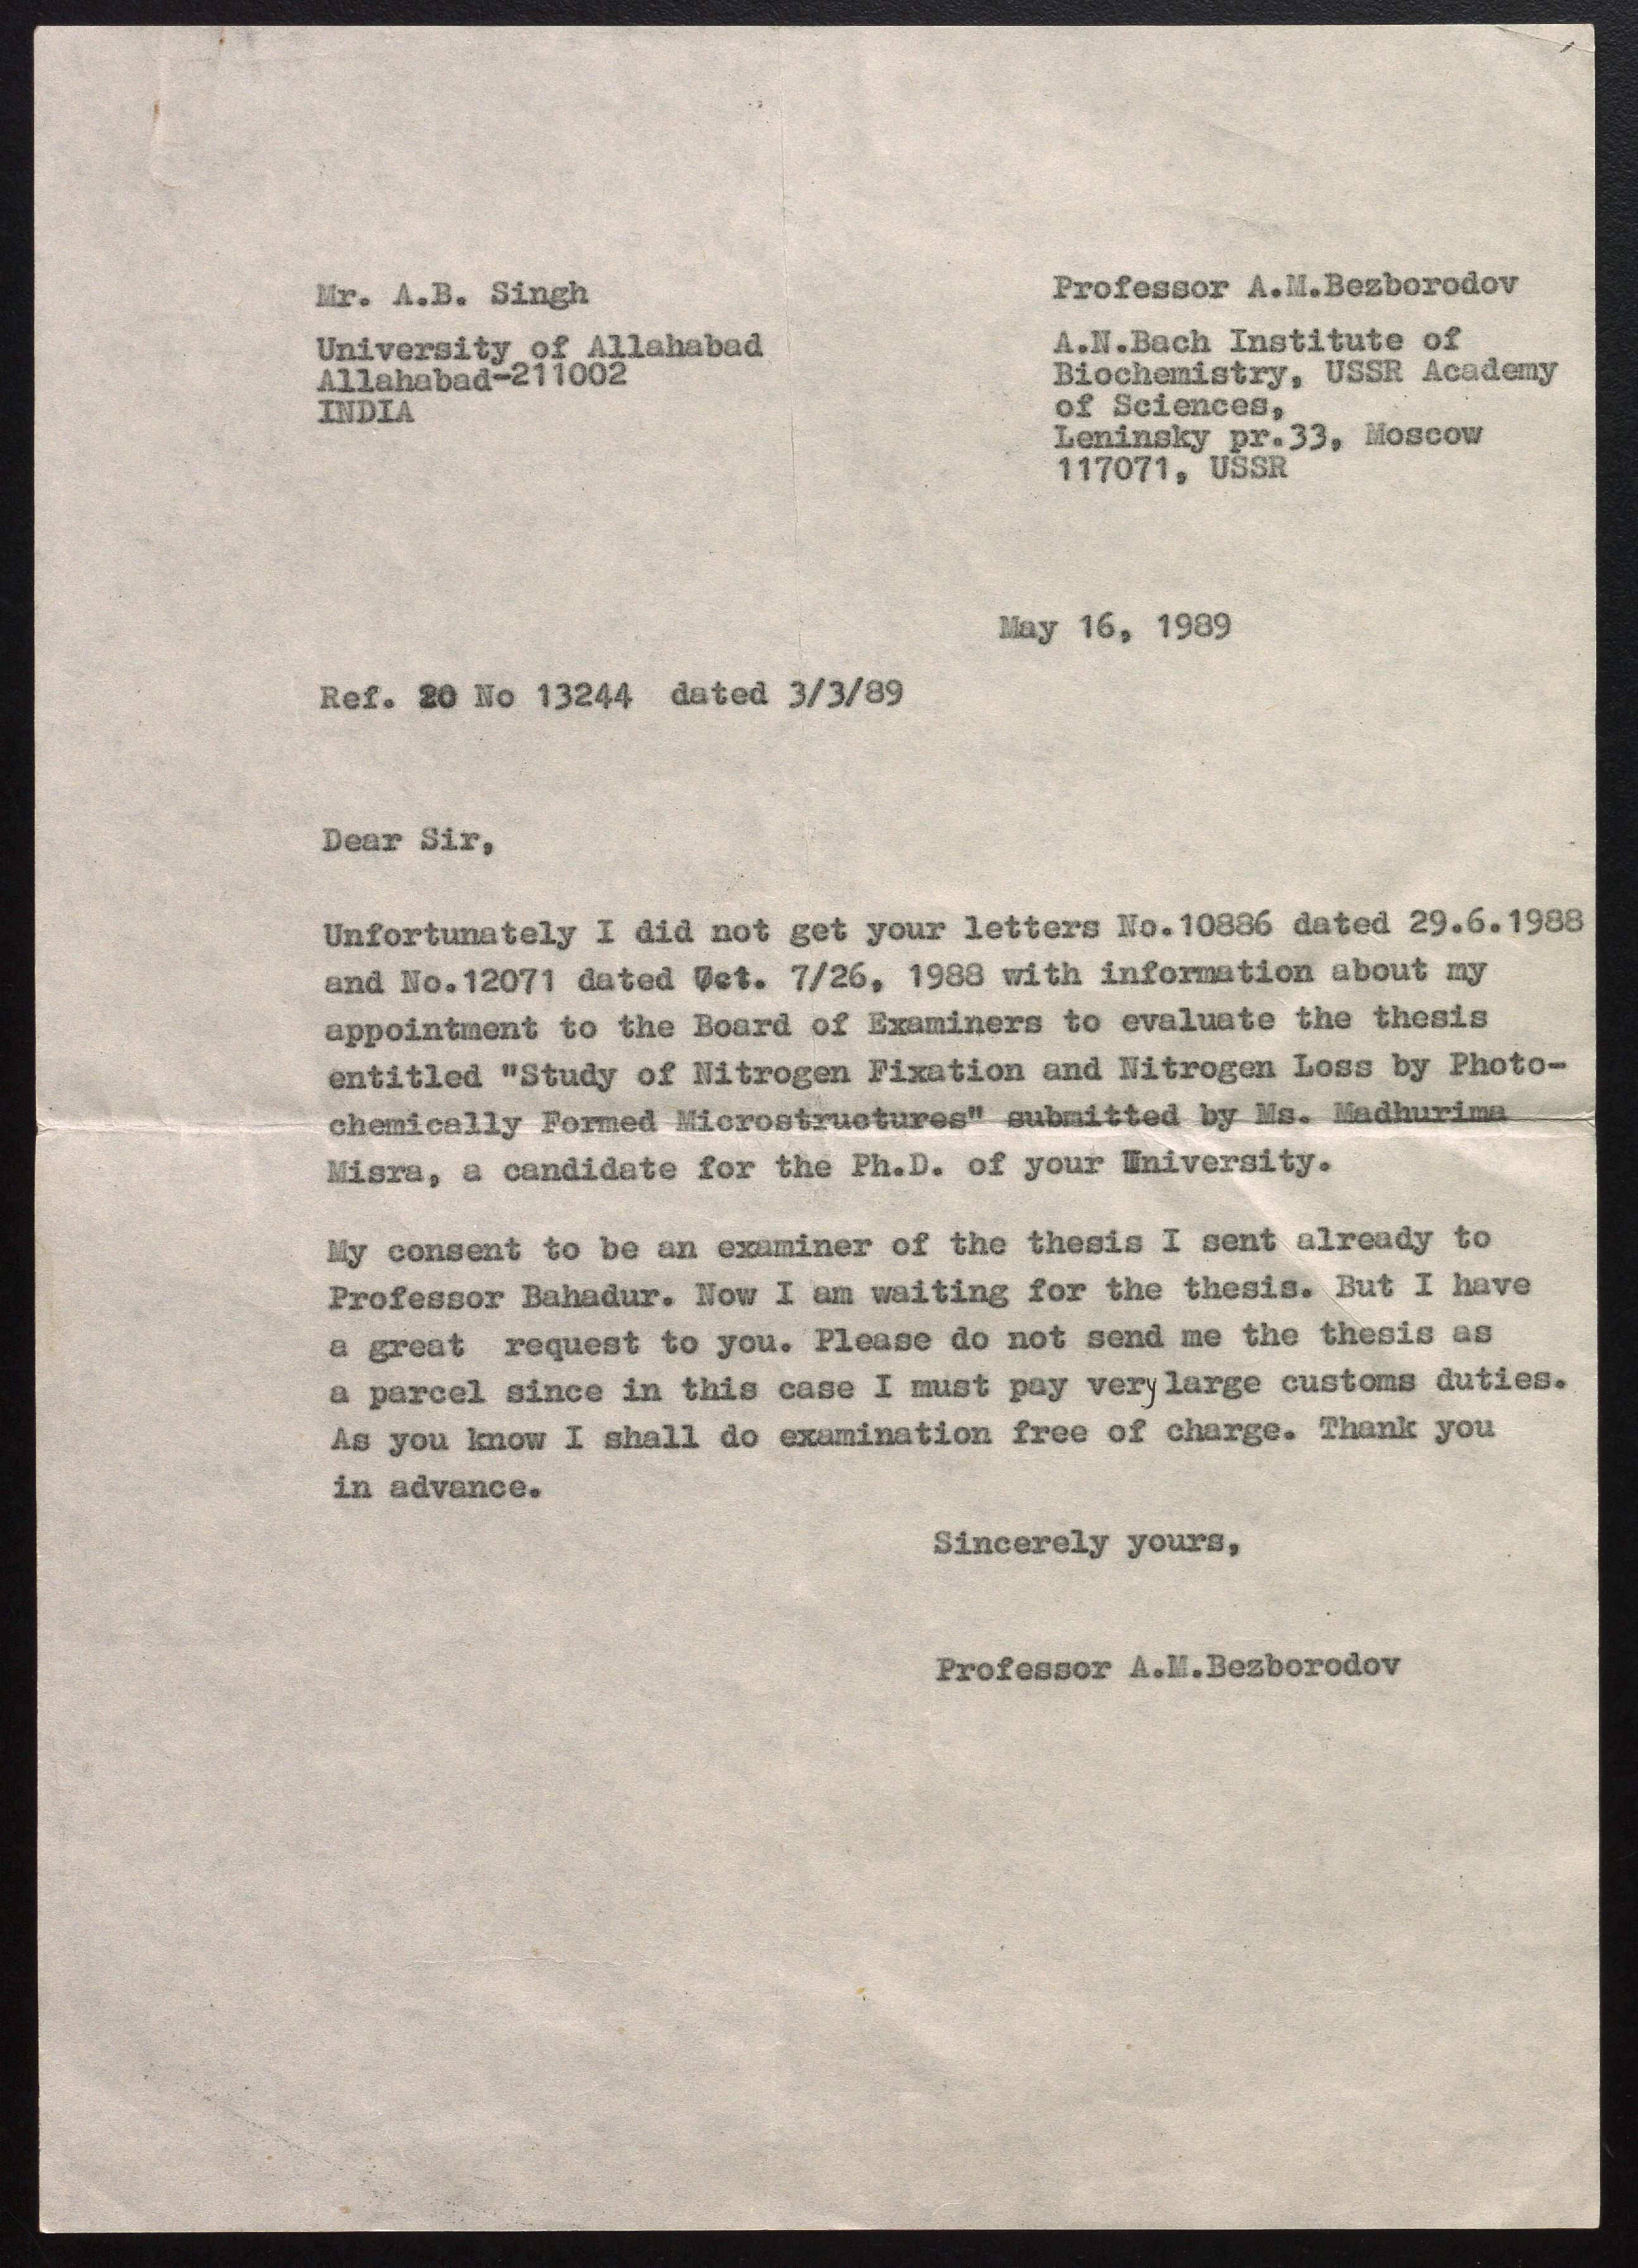 Mr. A.B. Singh
University of Allahabad
Allahabad-211002
INDIA
Professor A.M.Bezborodov
A.N.Bach Institute of
Biochemistry, USSR Academy
of Sciences,
Leninsky pr.33, Moscow
117071, USSR
May 16, 1989
Ref. 20 No 13244 dated 3/3/89
Dear Sir,
Unfortunately I did not get your letters No.10886 dated 29.6.1988
and No.12071 dated Oct. 7/26, 1988 with information about my
appointment to the Board of Examiners to evaluate the thesis
entitled "Study of Nitrogen Fixation and Nitrogen Loss by Photo-
chemically Formed Microstructures" submitted by Ms. Madhurima
Misra, a candidate for the Ph.D. of your University.
My consent to be an examiner of the thesis I sent already to
Professor Bahadur. Now I am waiting for the thesis. But I have
a great request to you. Please do not send me the thesis as
a parcel since in this case I must pay very large customs duties.
As you know I shall do examination free of charge. Thank you
in advance.
Sincerely yours,
Professor A.M.Bezborodov